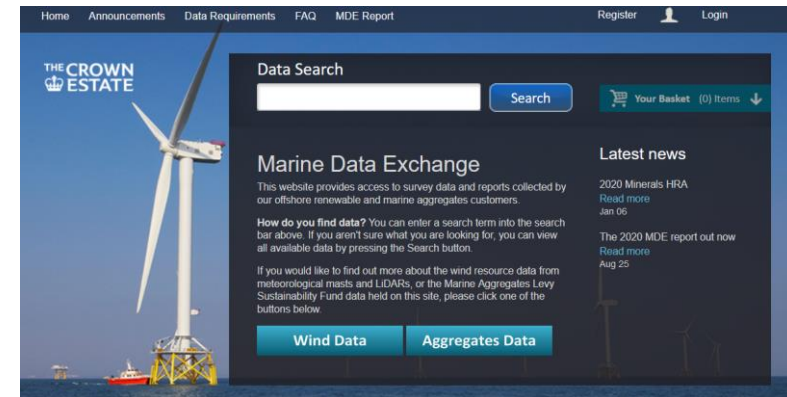 Home Announcements Data Requirements FAQ MDE Report Register Login
THE CROWN
ESTATE
Data Search
Search
Your Basket (0) Items
Marine Data Exchange
This website provides access to survey data and reports collected by
our offshore renewable and marine aggregates customers.
How do you find data? You can enter a search term into the search
bar above. If you aren't sure what you are looking for, you can view
all available data by pressing the Search button.
If you would like to find out more about the wind resource data from
meteorological masts and LiDARs, or the Marine Aggregates Levy
Sustainability Fund data held on this site, please click one of the
buttons below.
Wind Data Aggregates Data
Latest news
2020 Minerals HRA
Read more
Jan 06
The 2020 MDE report out now
Read more
Aug 25